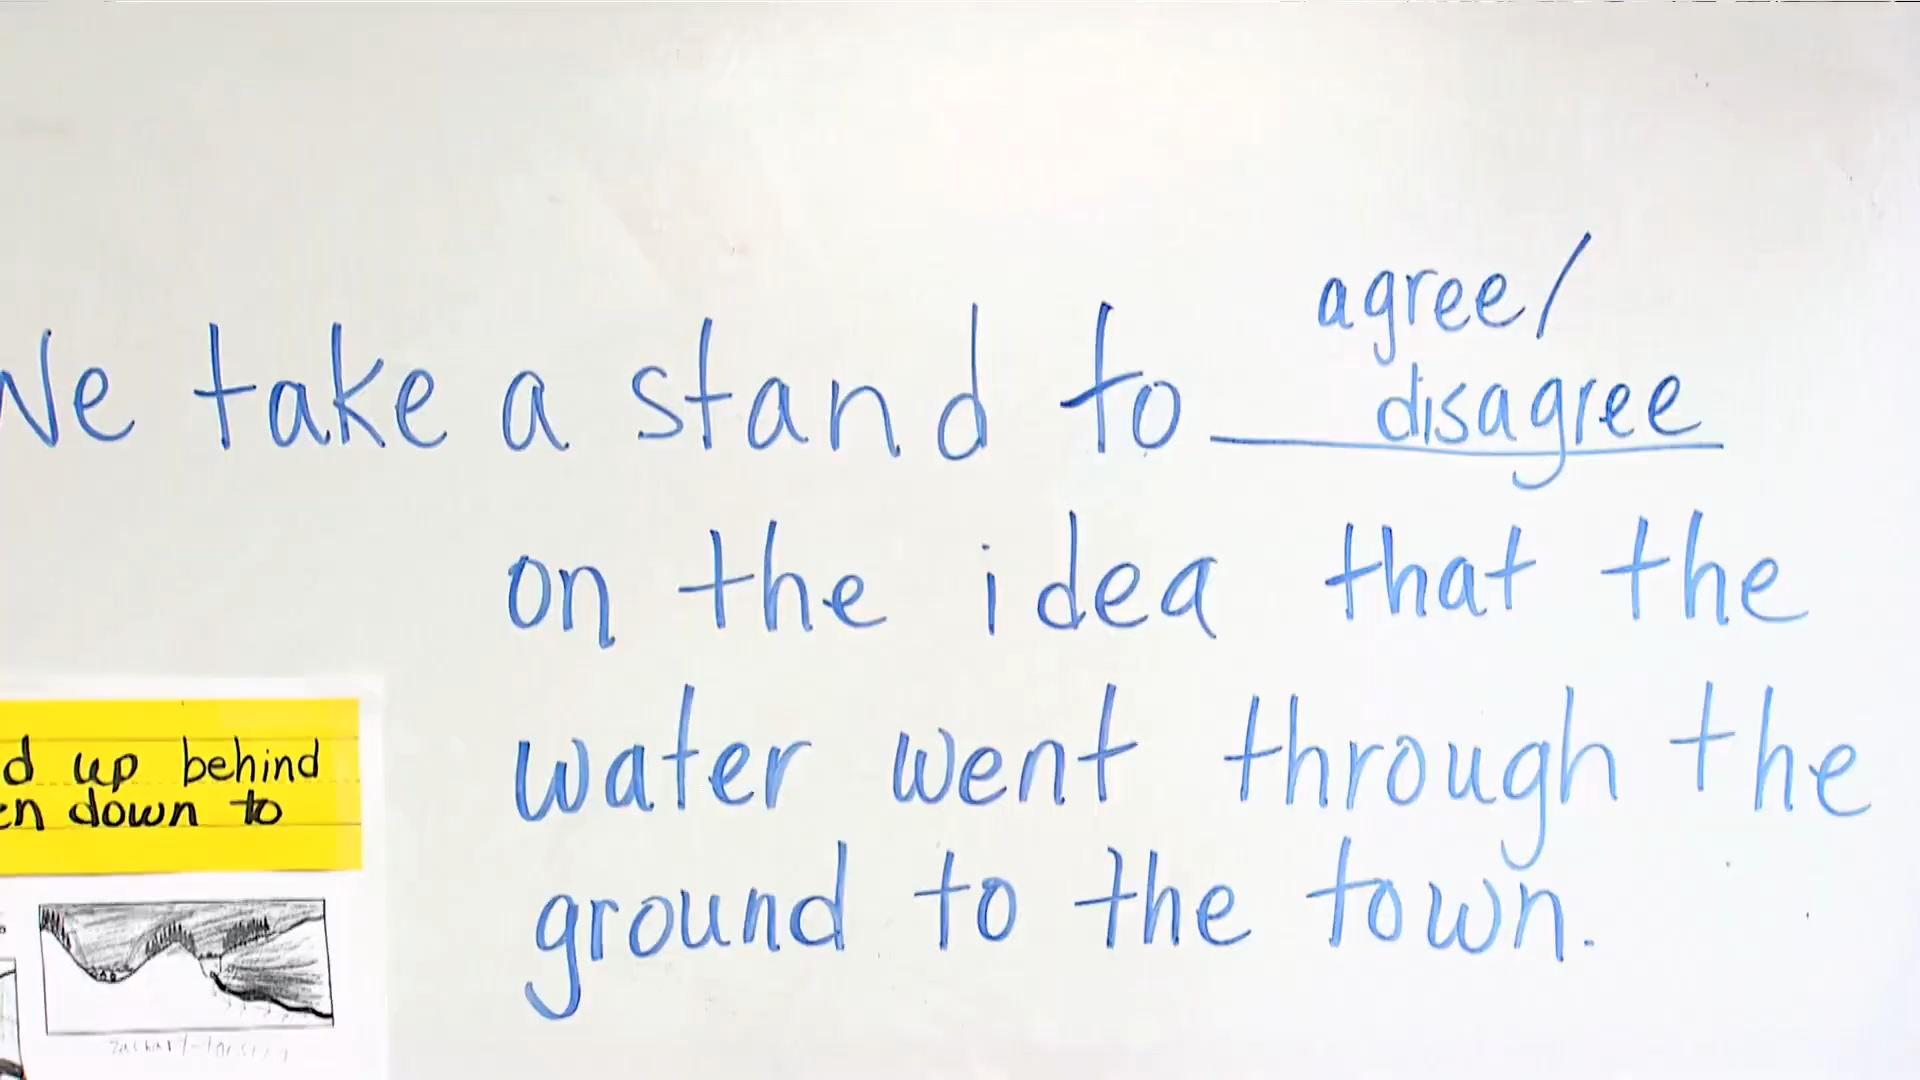 We take a stand to agree/
disagree
on the idea that the
water went through the
ground to the town.
d up behind
en down to